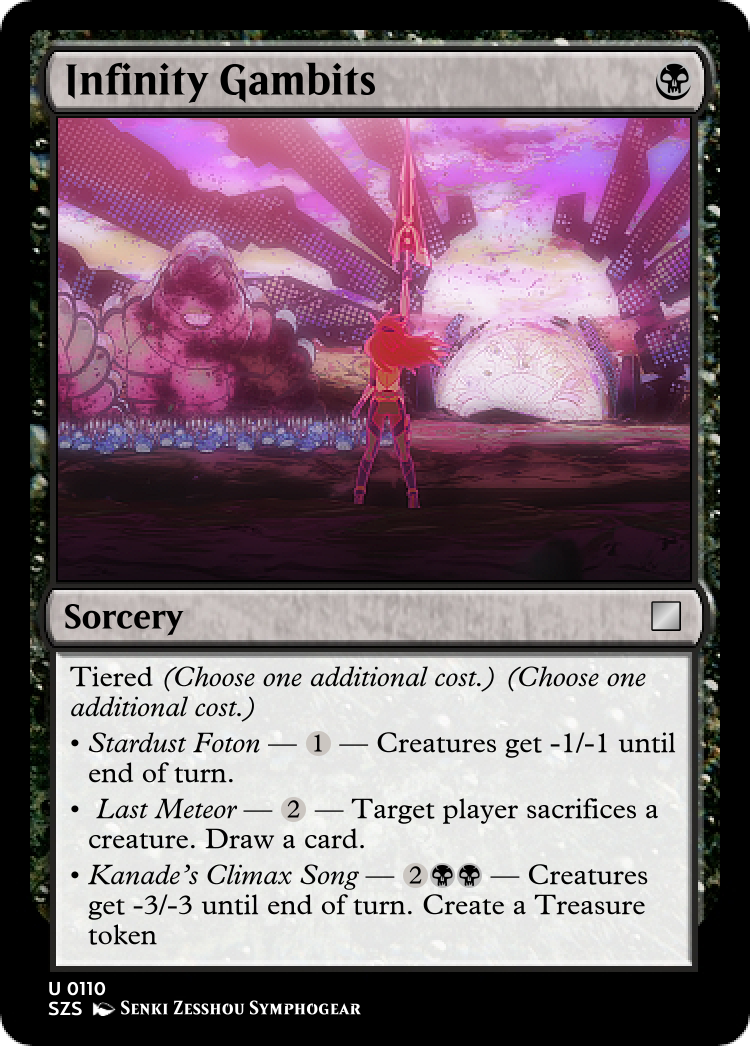 Infinity Gambits
Sorcery
Tiered (Choose one additional cost.) (Choose one
additional cost.)
• Stardust Foton — 1 — Creatures get -1/-1 until
end of turn.
• Last Meteor — 2 — Target player sacrifices a
creature. Draw a card.
• Kanade's Climax Song — 2 — Creatures
get -3/-3 until end of turn. Create a Treasure
token
U 0110
SZS Senki Zesshou Symphogear